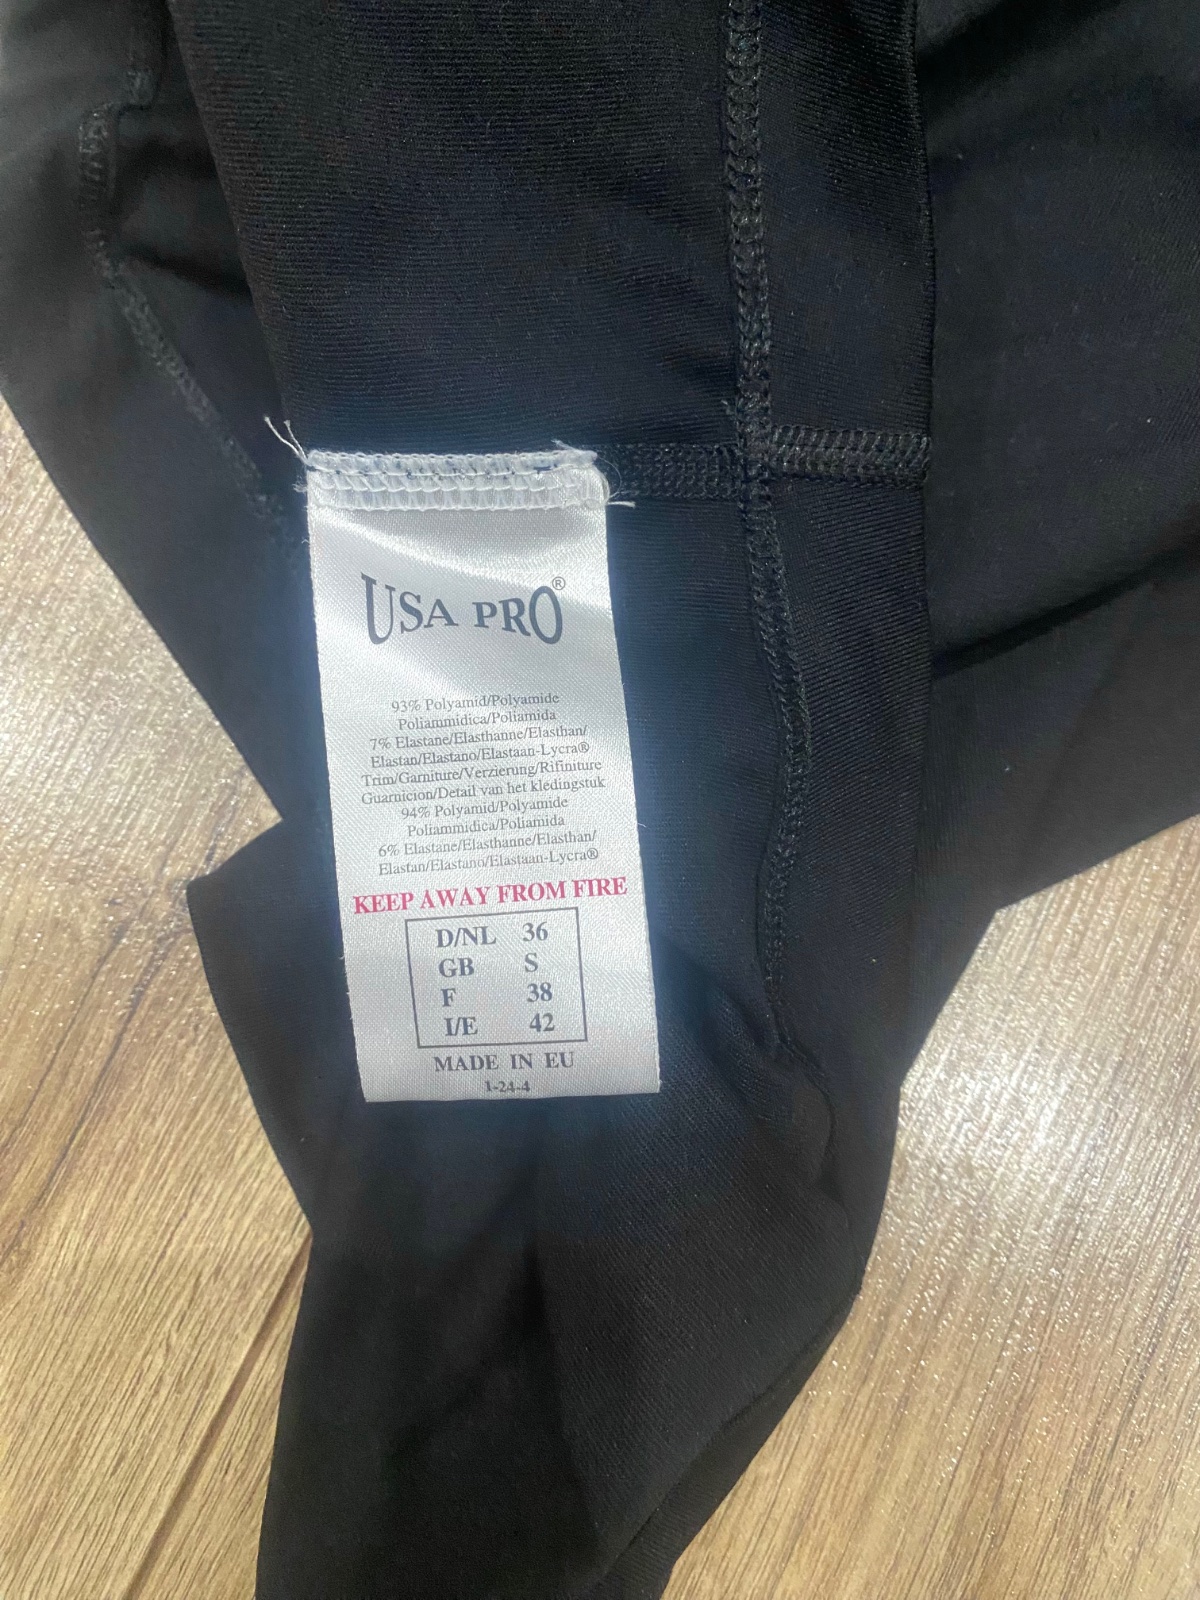 USA PRO®
93% Polyamid/Polyamide
Poliammidica/Poliamida
7% Elastane/Elasthanne/Elasthan/
Elastan/Elastano/Elastaan-Lycra®
Trim/Garniture/Verzierung/Rifiniture
Guarnicion/Detail van het kledingstuk
94% Polyamid/Polyamide
Poliammidica/Poliamida
6% Elastane/Elasthanne/Elasthan/
Elastan/Elastano/Elastaan-Lycra®
KEEP AWAY FROM FIRE
D/NL 36
GB S
F 38
I/E 42
MADE IN EU
1-24-4